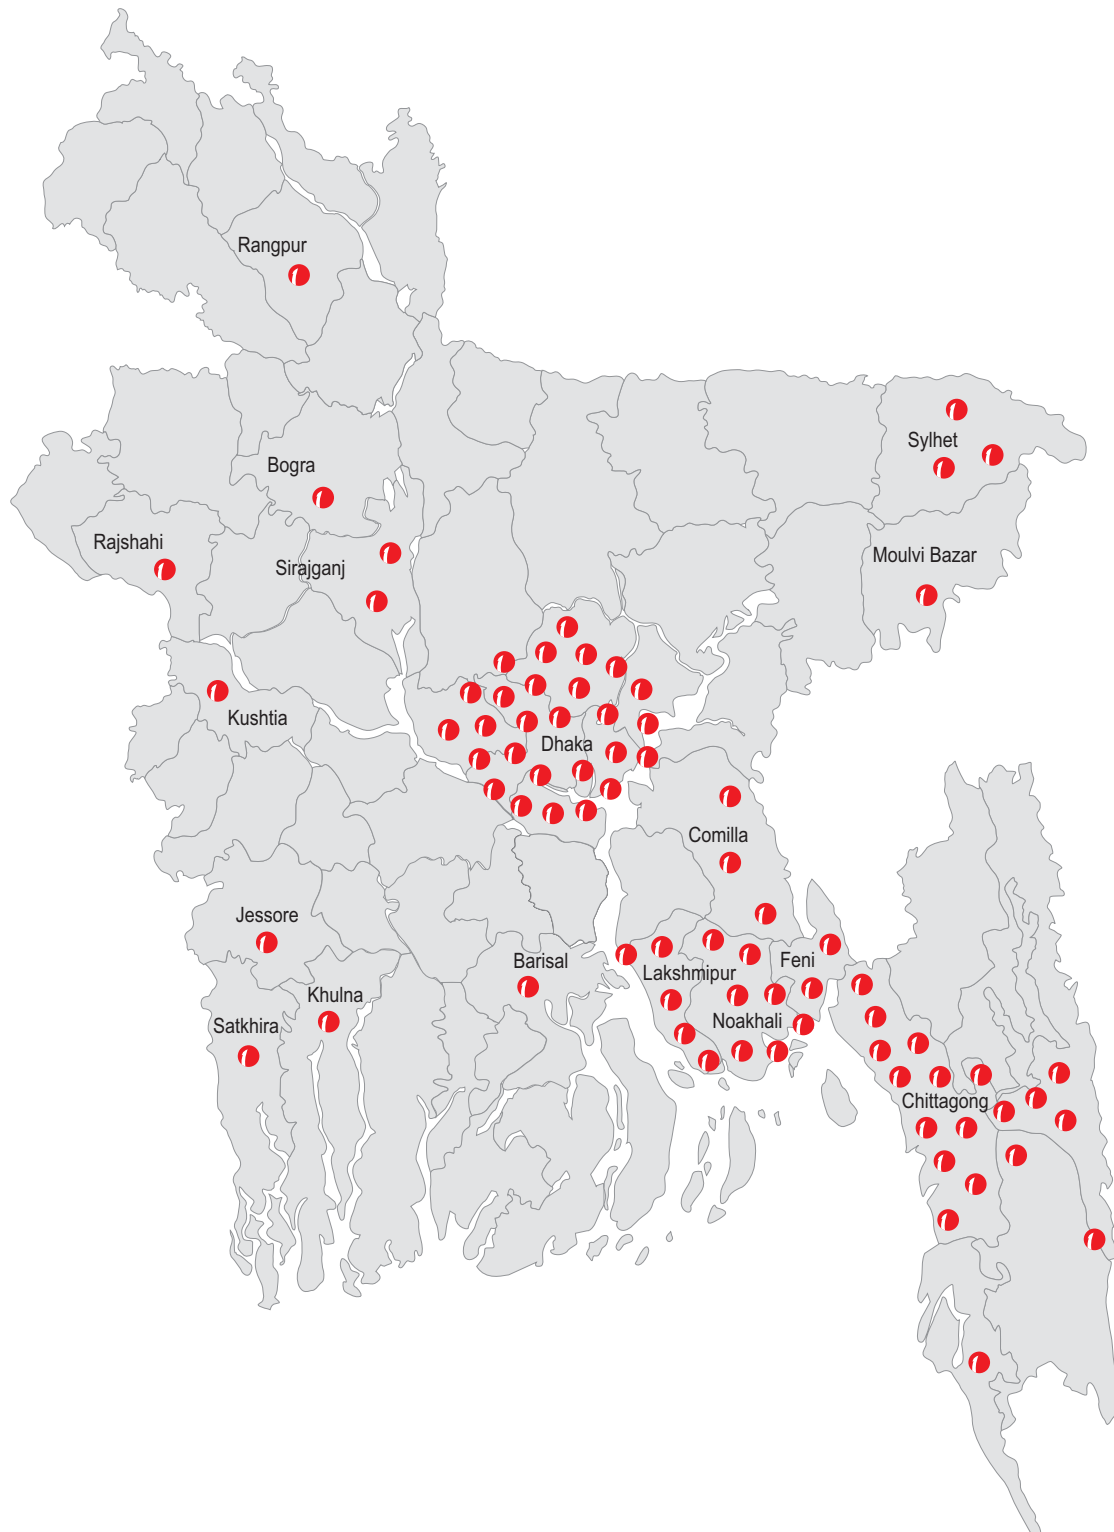 Rangpur
Sylhet
Bogra
Rajshahi
Moulvi Bazar
Sirajganj
Kushtia
Dhaka
Comilla
Jessore
Barisal
Feni
Lakshmipur
Khulna
Noakhali
Satkhira
Chittagong